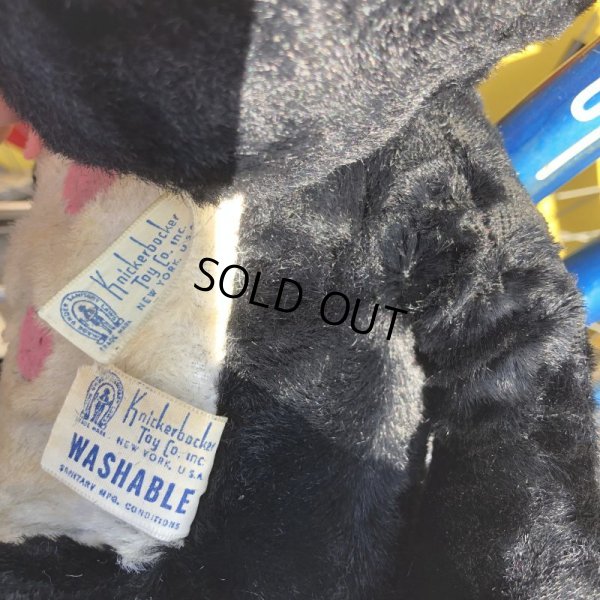 Knickerbocker
Toy Co. Inc.
NEW YORK, U.S.A.
SOLD OUT
Knickerbocker
Toy Co. Inc.
NEW YORK, U.S.A.
WASHABLE
SANITARY MFG. CONDITIONS